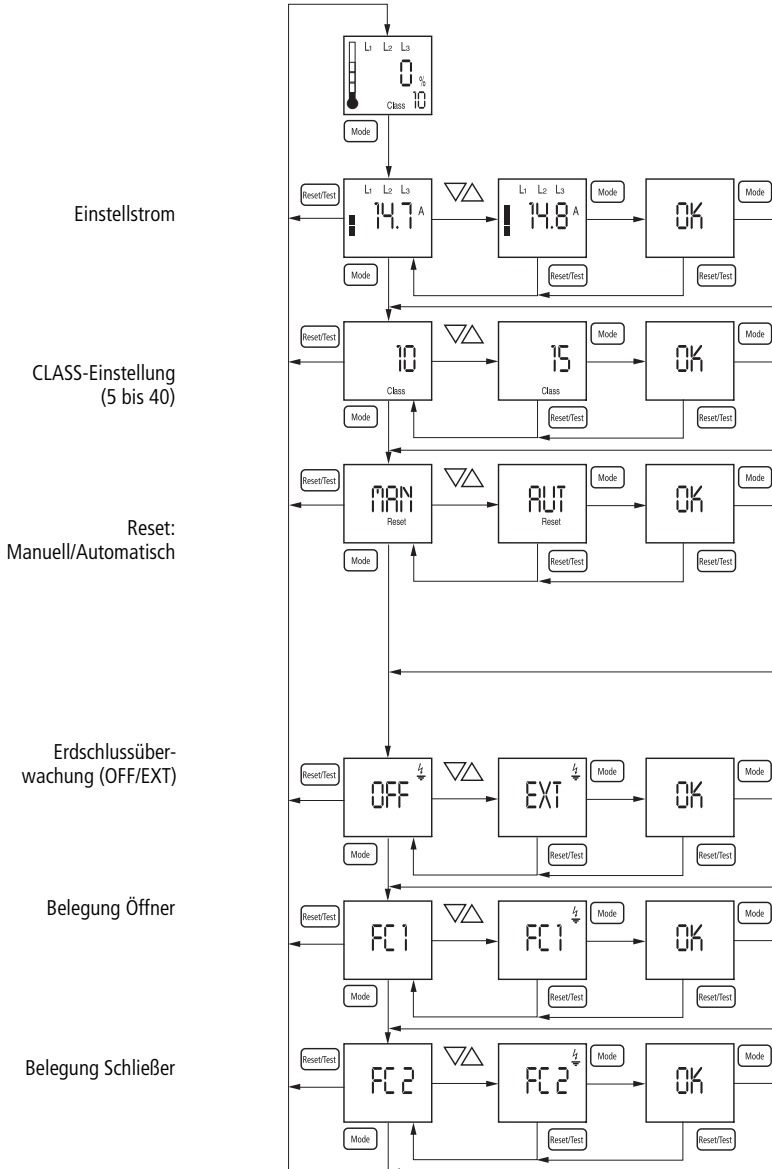 L1 L2 L3
0 %
Class 10
Mode
Einstellstrom
Reset/Test
L1 L2 L3
14.7 A
L1 L2 L3
14.8 A
Mode
OK
Mode
Mode
Reset/Test
Reset/Test
CLASS-Einstellung
(5 bis 40)
Reset/Test
10
Class
15
Class
Mode
OK
Mode
Mode
Reset/Test
Reset/Test
Reset:
Manuell/Automatisch
Reset/Test
MAN
Reset
AUT
Reset
Mode
OK
Mode
Mode
Reset/Test
Reset/Test
Erdschlussüber-
wachung (OFF/EXT)
Reset/Test
OFF
EXT
Mode
OK
Mode
Mode
Reset/Test
Reset/Test
Belegung Öffner
Reset/Test
FC1
FC1
Mode
OK
Mode
Mode
Reset/Test
Reset/Test
Belegung Schließer
Reset/Test
FC2
FC2
Mode
OK
Mode
Mode
Reset/Test
Reset/Test